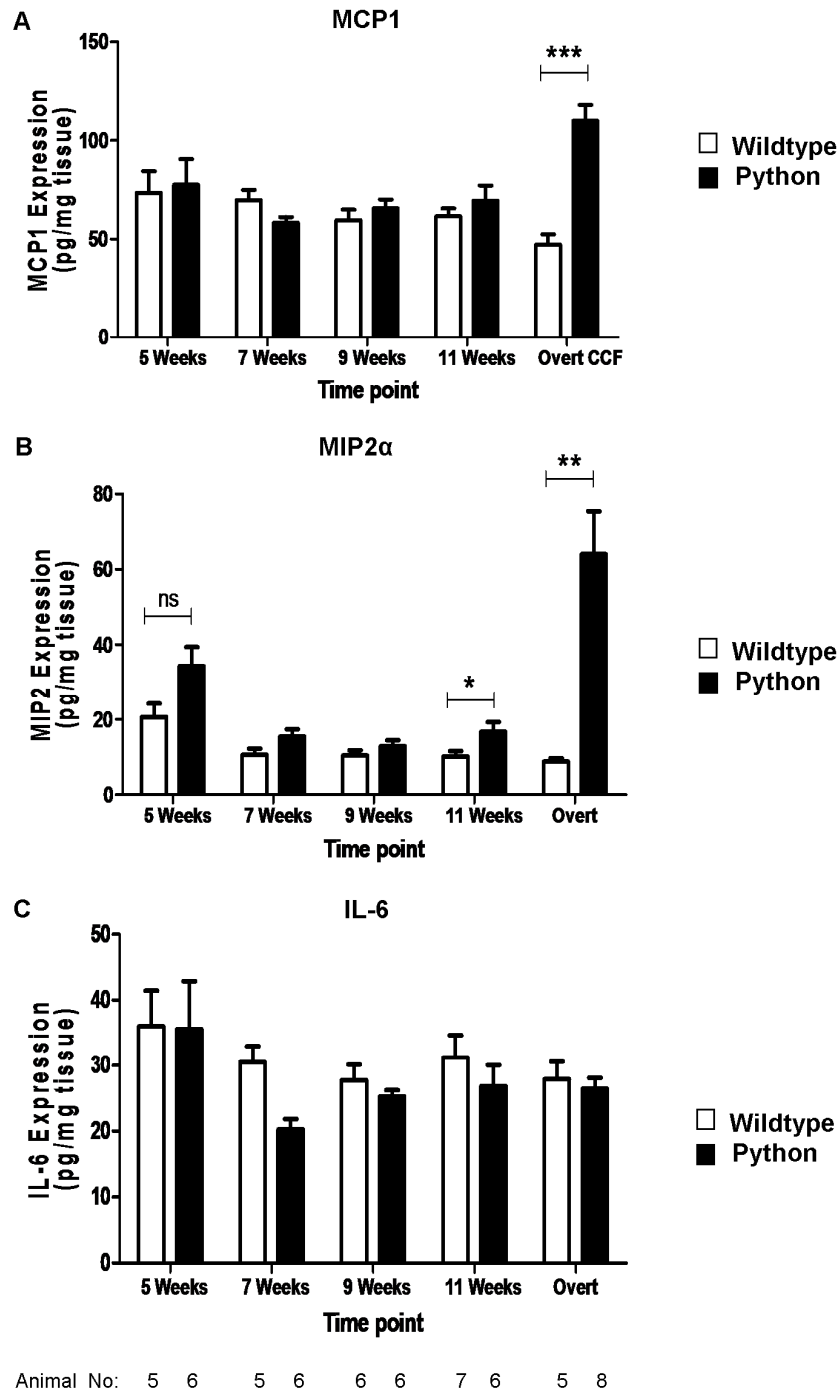 A
MCP1
150
100
50
0
MCP1 Expression
(pg/mg tissue)
***
Wildtype
Python
5 Weeks 7 Weeks 9 Weeks 11 Weeks Overt CCF
Time point
B
MIP2α
80
60
40
20
0
MIP2 Expression
(pg/mg tissue)
ns
*
**
Wildtype
Python
5 Weeks 7 Weeks 9 Weeks 11 Weeks Overt
Time point
C
IL-6
50
40
30
20
10
0
IL-6 Expression
(pg/mg tissue)
Wildtype
Python
5 Weeks 7 Weeks 9 Weeks 11 Weeks Overt
Time point
Animal No: 5 6 5 6 6 6 7 6 5 8